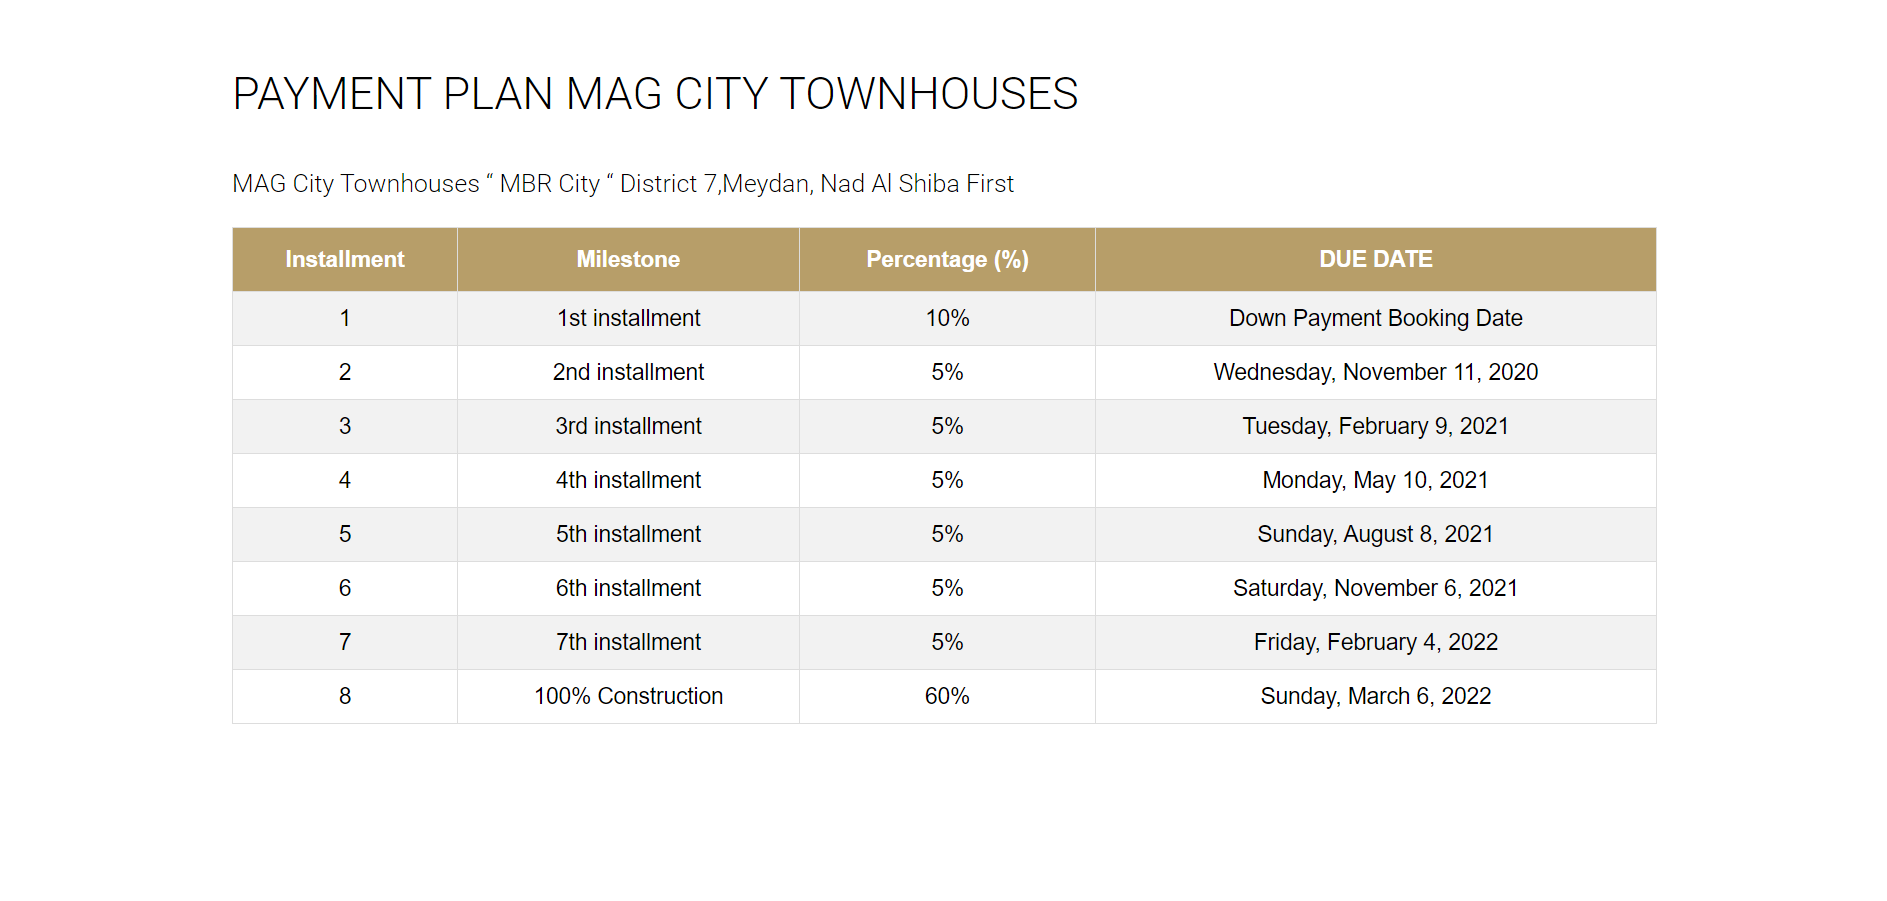 PAYMENT PLAN MAG CITY TOWNHOUSES
MAG City Townhouses “ MBR City “ District 7,Meydan, Nad Al Shiba First
Installment Milestone Percentage (%) DUE DATE
1 1st installment 10% Down Payment Booking Date
2 2nd installment 5% Wednesday, November 11, 2020
3 3rd installment 5% Tuesday, February 9, 2021
4 4th installment 5% Monday, May 10, 2021
5 5th installment 5% Sunday, August 8, 2021
6 6th installment 5% Saturday, November 6, 2021
7 7th installment 5% Friday, February 4, 2022
8 100% Construction 60% Sunday, March 6, 2022